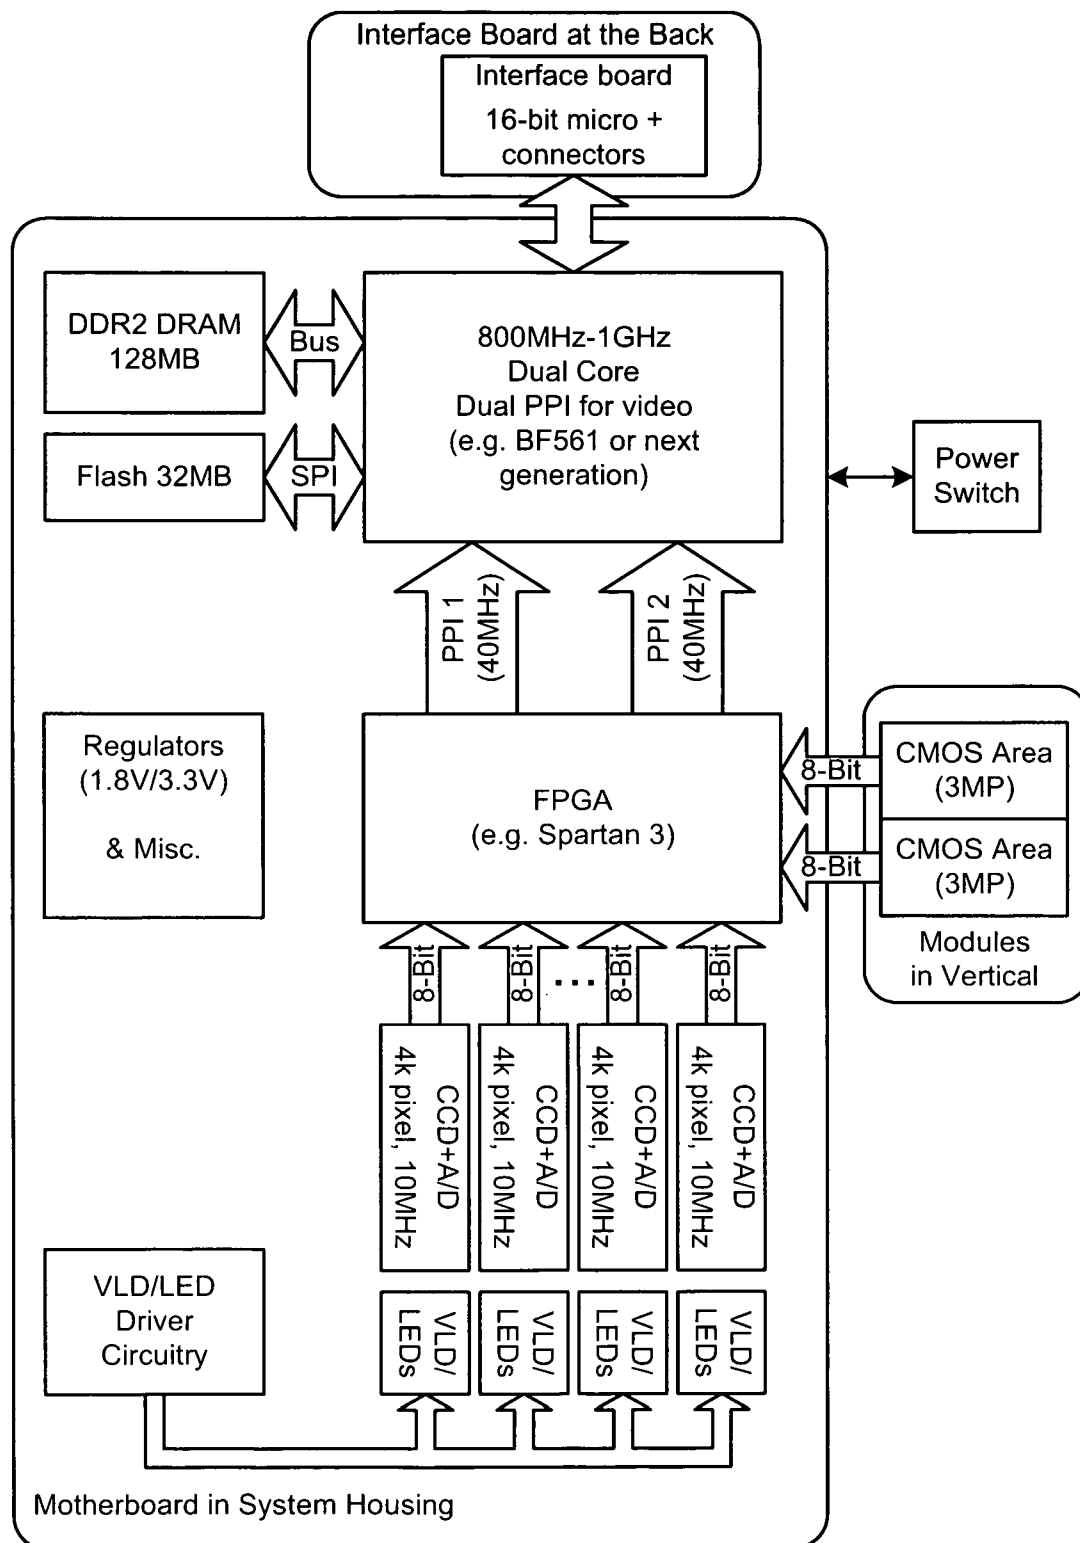 Interface Board at the Back
Interface board
16-bit micro +
connectors
DDR2 DRAM
128MB
Bus
800MHz-1GHz
Dual Core
Dual PPI for video
(e.g. BF561 or next
generation)
Flash 32MB
SPI
Power
Switch
PPI 1
(40MHz)
PPI 2
(40MHz)
Regulators
(1.8V/3.3V)
& Misc.
FPGA
(e.g. Spartan 3)
8-Bit
CMOS Area
(3MP)
8-Bit
CMOS Area
(3MP)
Modules
in Vertical
8-Bit
8-Bit
...
8-Bit
8-Bit
CCD+A/D
4k pixel, 10MHz
CCD+A/D
4k pixel, 10MHz
CCD+A/D
4k pixel, 10MHz
CCD+A/D
4k pixel, 10MHz
VLD/LED
Driver
Circuitry
VLD/
LEDs
VLD/
LEDs
VLD/
LEDs
VLD/
LEDs
Motherboard in System Housing